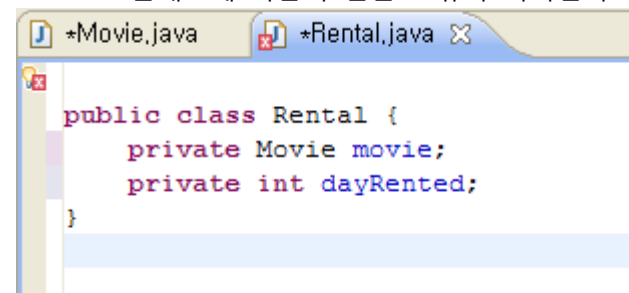 *Movie.java
*Rental.java
public class Rental {
private Movie movie;
private int dayRented;
}